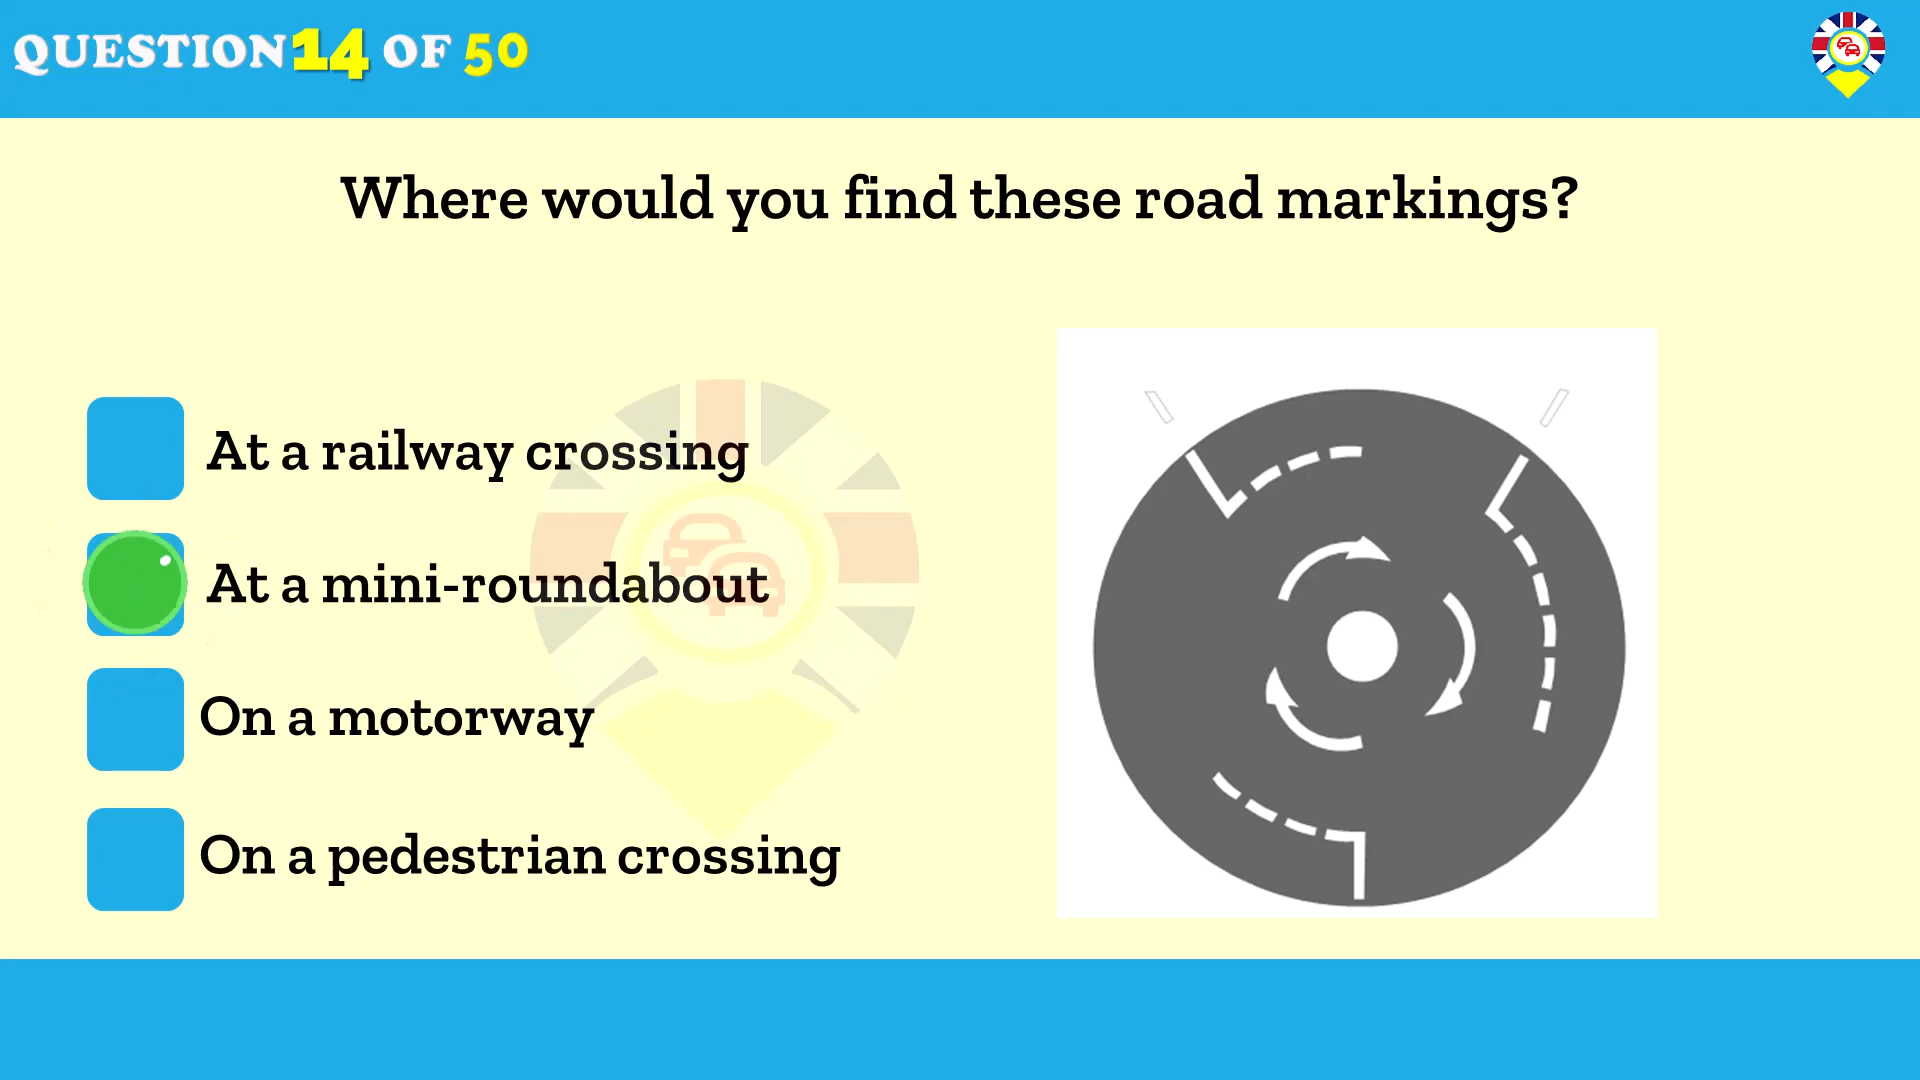 QUESTION 14 OF 50
Where would you find these road markings?
At a railway crossing
At a mini-roundabout
On a motorway
On a pedestrian crossing